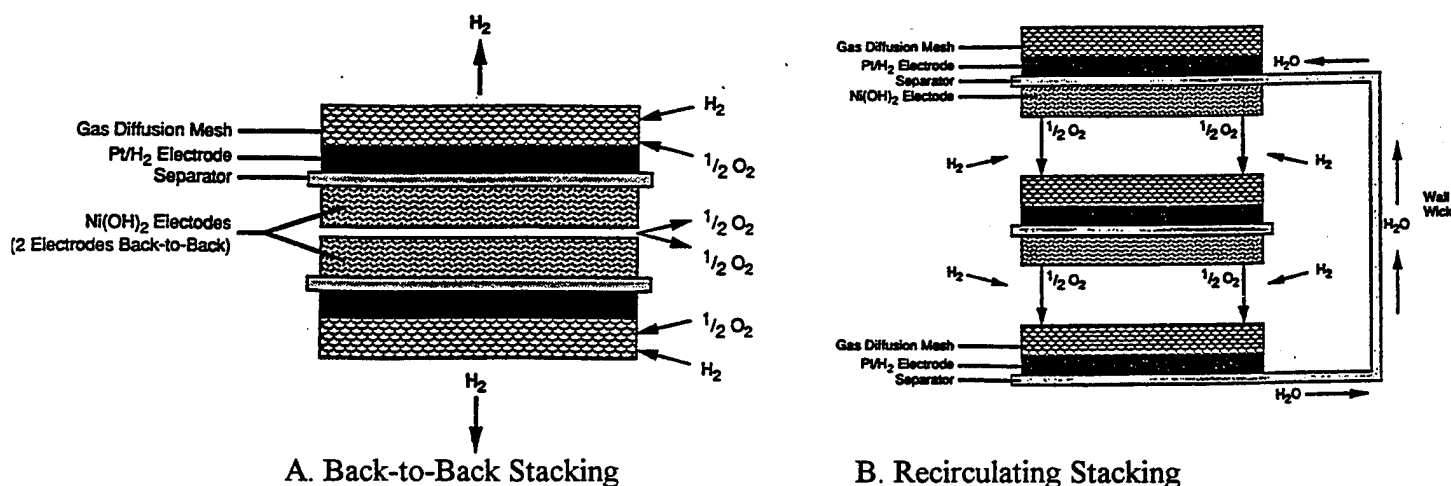 H₂
Gas Diffusion Mesh
Pt/H₂ Electrode
Separator
Ni(OH)₂ Electodes
(2 Electrodes Back-to-Back)
H₂
1/2 O₂
1/2 O₂
1/2 O₂
1/2 O₂
H₂
H₂
A. Back-to-Back Stacking
Gas Diffusion Mesh
Pt/H₂ Electrode
Separator
Ni(OH)₂ Electode
H₂O
1/2 O₂
1/2 O₂
H₂
H₂
Wall
Wick
H₂O
H₂
H₂
1/2 O₂
1/2 O₂
Gas Diffusion Mesh
Pt/H₂ Electrode
Separator
H₂O
B. Recirculating Stacking